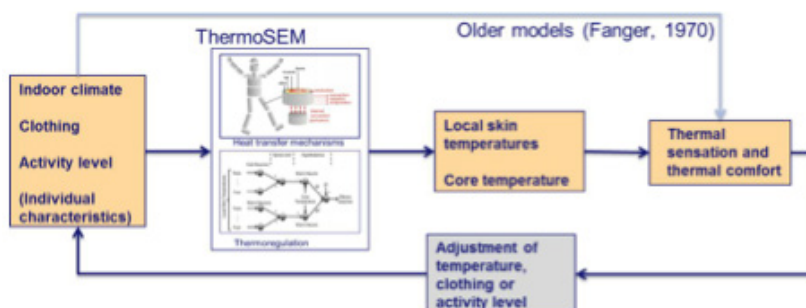 ThermoSEM
Older models (Fanger, 1970)
Indoor climate
Clothing
Activity level
(Individual
characteristics)
Heat transfer mechanisms
Thermoregulation
Local skin
temperatures
Core temperature
Thermal
sensation and
thermal comfort
Adjustment of
temperature,
clothing or
activity level